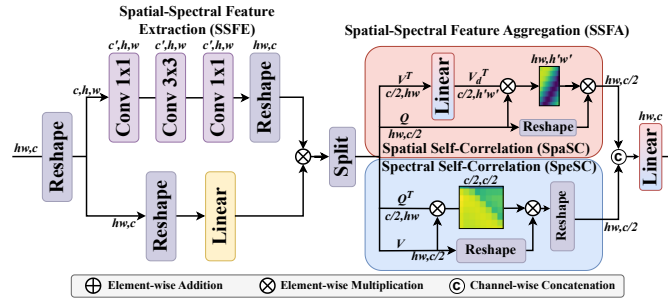 Spatial-Spectral Feature
Extraction (SSFE)
Spatial-Spectral Feature Aggregation (SSFA)
c',h,w c',h,w c',h,w hw,c
c,h,w
Conv 1x1
Conv 3x3
Conv 1x1
Reshape
hw,c
Reshape
hw,c
Reshape
Linear
Split
V^T
c/2,hw
Linear
V_d^T
c/2,h'w'
hw,h'w'
hw,c/2
Q
hw,c/2
Reshape
Spatial Self-Correlation (SpaSC)
Spectral Self-Correlation (SpeSC)
c/2,c/2
Q^T
c/2,hw
V
hw,c/2
Reshape
Reshape
hw,c/2
C
hw,c
Linear
Element-wise Addition
Element-wise Multiplication
C Channel-wise Concatenation